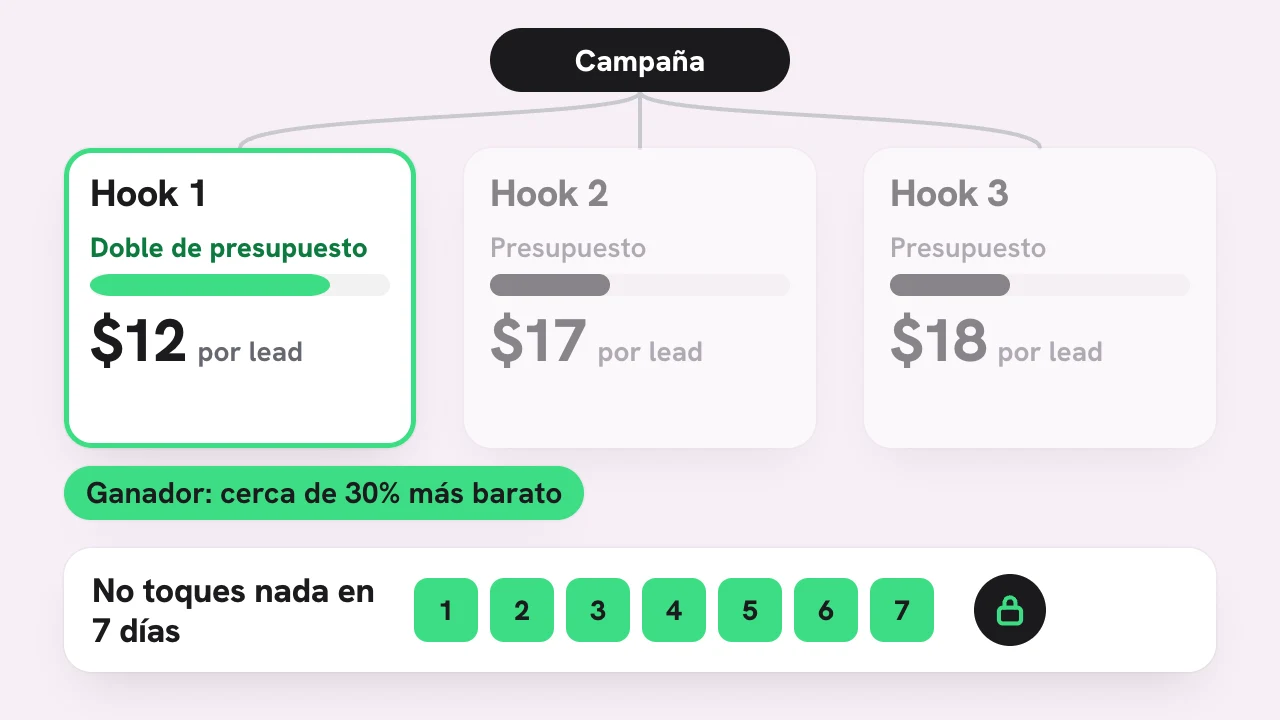 Campaña
Hook 1
Doble de presupuesto
$12 por lead
Hook 2
Presupuesto
$17 por lead
Hook 3
Presupuesto
$18 por lead
Ganador: cerca de 30% más barato
No toques nada en
7 días
1 2 3 4 5 6 7